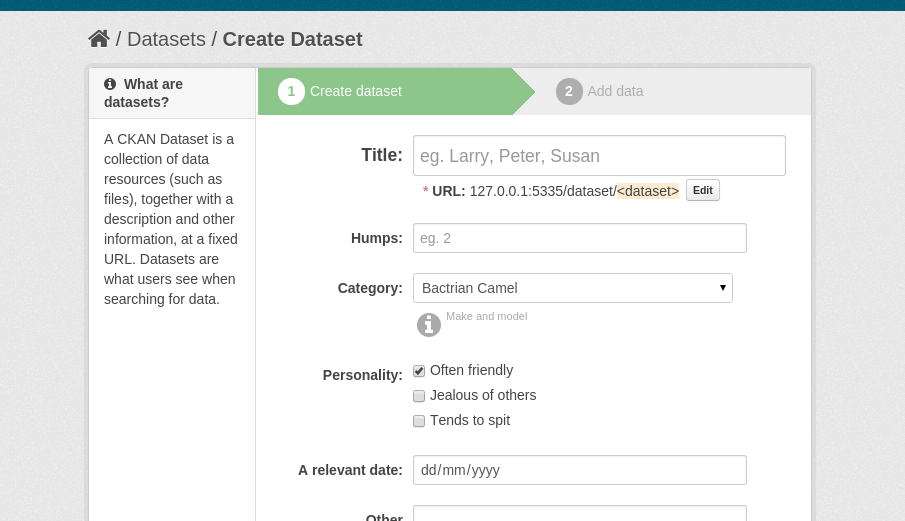 / Datasets / Create Dataset
What are
datasets?
A CKAN Dataset is a
collection of data
resources (such as
files), together with a
description and other
information, at a fixed
URL. Datasets are
what users see when
searching for data.
1 Create dataset
2 Add data
Title: eg. Larry, Peter, Susan
* URL: 127.0.0.1:5335/dataset/<dataset> Edit
Humps: eg. 2
Category: Bactrian Camel
Make and model
Personality: Often friendly
Jealous of others
Tends to spit
A relevant date: dd/mm/yyyy
Other